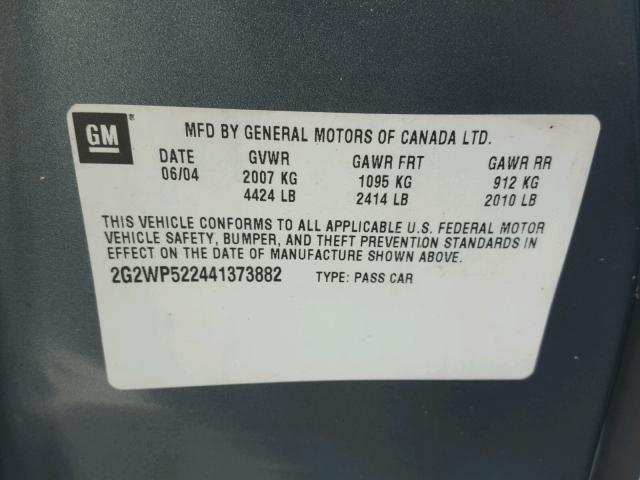 GM ®
MFD BY GENERAL MOTORS OF CANADA LTD.
DATE GVWR GAWR FRT GAWR RR
06/04 2007 KG 1095 KG 912 KG
4424 LB 2414 LB 2010 LB
THIS VEHICLE CONFORMS TO ALL APPLICABLE U.S. FEDERAL MOTOR
VEHICLE SAFETY, BUMPER, AND THEFT PREVENTION STANDARDS IN
EFFECT ON THE DATE OF MANUFACTURE SHOWN ABOVE.
2G2WP522441373882 TYPE: PASS CAR